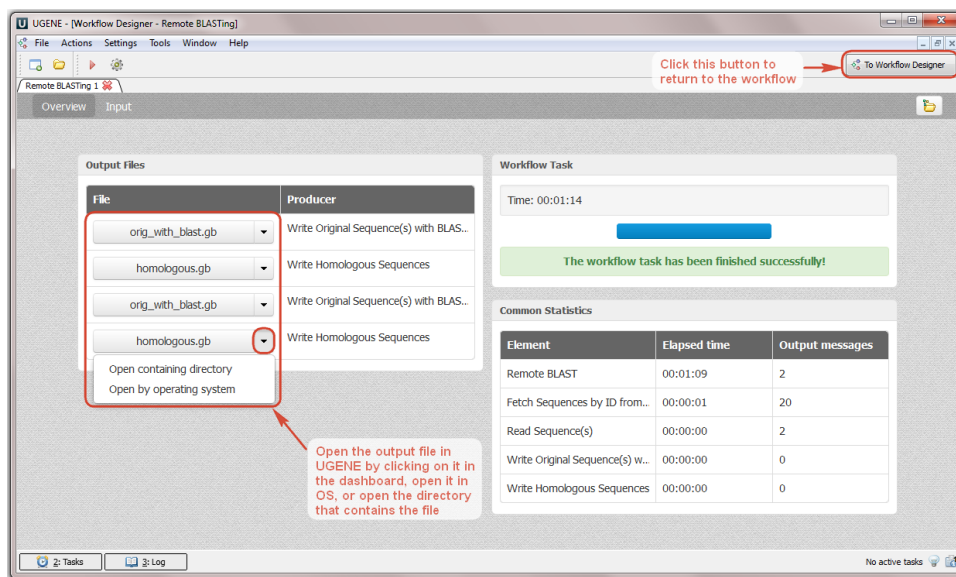 UGENE - [Workflow Designer - Remote BLASTing]
File Actions Settings Tools Window Help
Click this button to
return to the workflow
To Workflow Designer
Remote BLASTing 1
Overview Input
Output Files
File Producer
orig_with_blast.gb Write Original Sequence(s) with BLAS...
homologous.gb Write Homologous Sequences
orig_with_blast.gb Write Original Sequence(s) with BLAS...
homologous.gb Write Homologous Sequences
Open containing directory
Open by operating system
Open the output file in
UGENE by clicking on it in
the dashboard, open it in
OS, or open the directory
that contains the file
Workflow Task
Time: 00:01:14
The workflow task has been finished successfully!
Common Statistics
Element Elapsed time Output messages
Remote BLAST 00:01:09 2
Fetch Sequences by ID from... 00:00:01 20
Read Sequence(s) 00:00:00 2
Write Original Sequence(s) w... 00:00:00 0
Write Homologous Sequences 00:00:00 0
2: Tasks 3: Log No active tasks